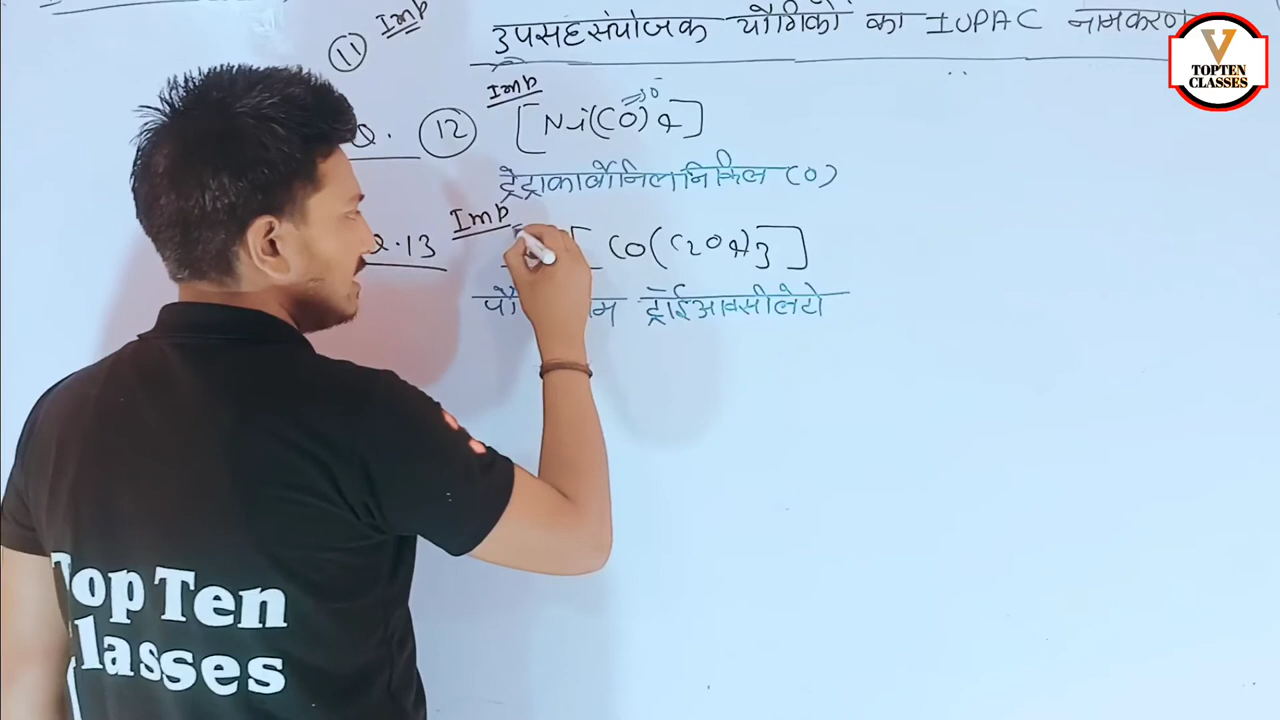 11 Imp
उपसहसंयोजक यौगिकों का IUPAC नामकरण
V
TOPTEN
CLASSES
Imp
Q. 12 [Ni(CO)4]
ट्रेट्राकार्बोनिलनिकिल (0)
Q.13 Imp [CO(C2O4)3]
ट्राईआक्सीलेटो
Top Ten
Classes